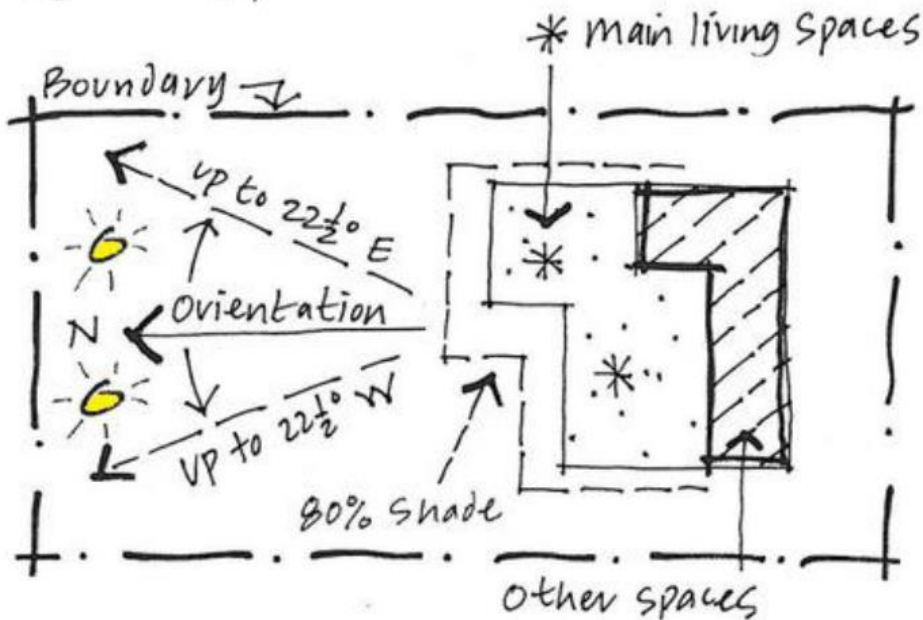 * main living spaces
Boundary
up to 22½° E
N
Orientation
up to 22½° W
80% shade
other spaces